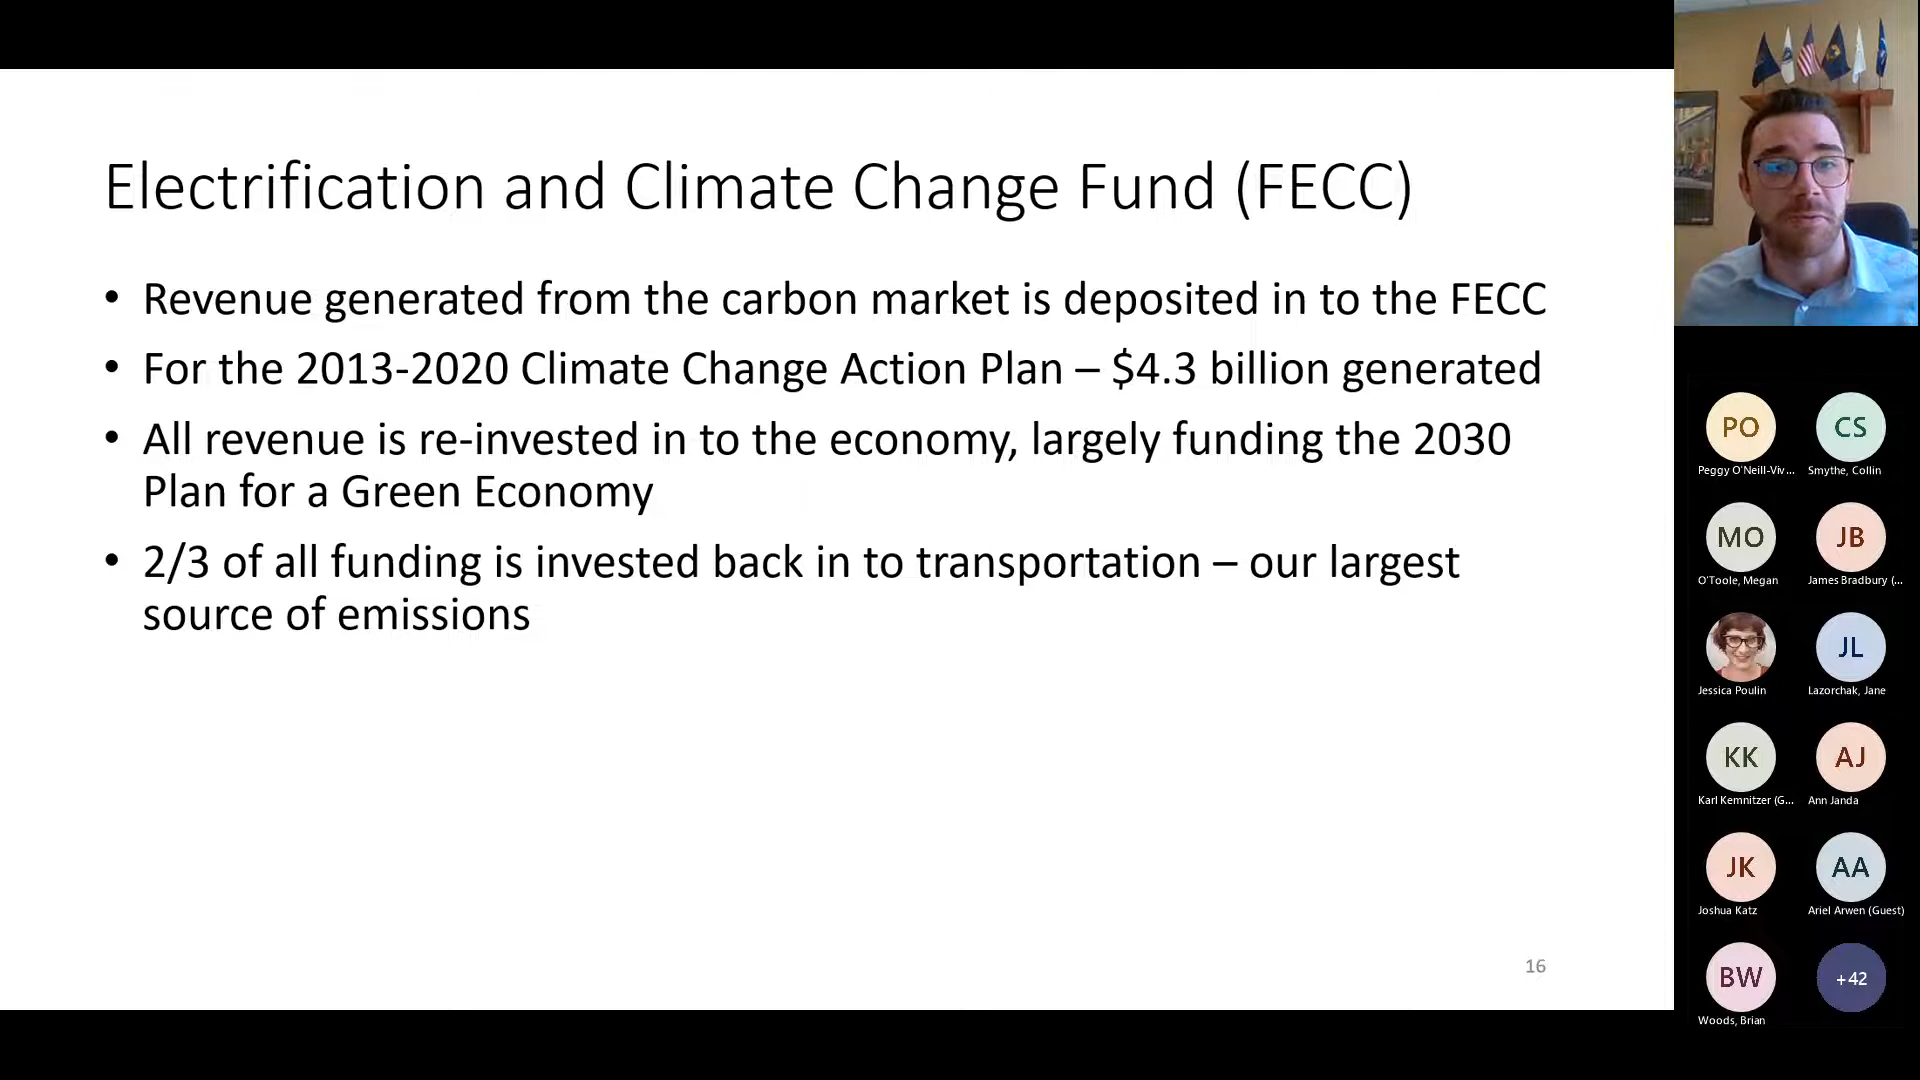 Electrification and Climate Change Fund (FECC)
• Revenue generated from the carbon market is deposited in to the FECC
• For the 2013-2020 Climate Change Action Plan – $4.3 billion generated
• All revenue is re-invested in to the economy, largely funding the 2030
Plan for a Green Economy
• 2/3 of all funding is invested back in to transportation – our largest
source of emissions
16
PO
CS
Peggy O'Neill-Viv...
Smythe, Collin
MO
JB
O'Toole, Megan
James Bradbury (...
JL
Jessica Poulin
Lazorchak, Jane
KK
AJ
Karl Kemnitzer (G...
Ann Janda
JK
AA
Joshua Katz
Ariel Arwen (Guest)
BW
+42
Woods, Brian